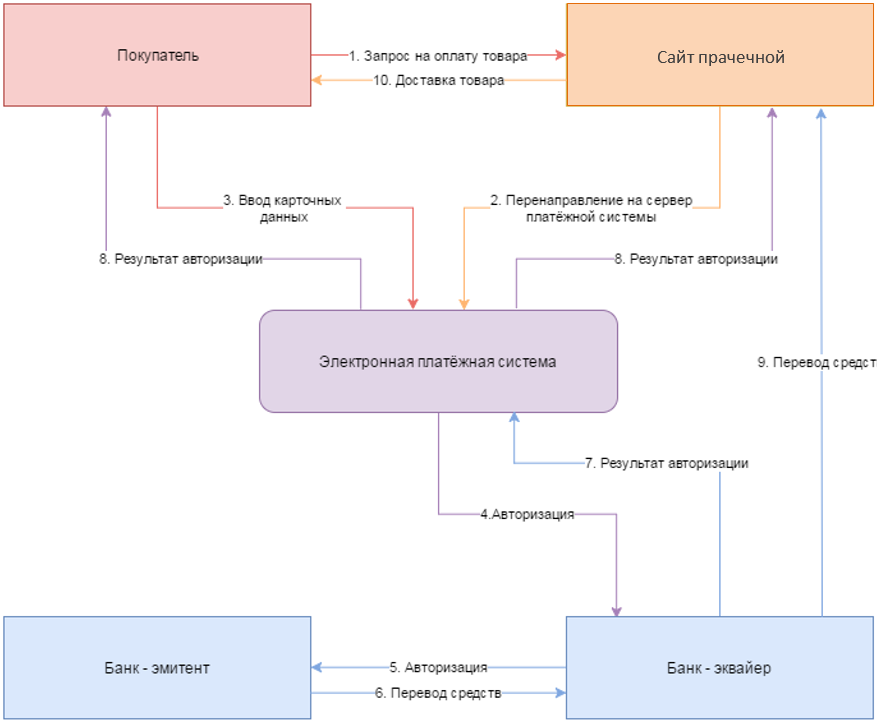 Покупатель
1. Запрос на оплату товара
Сайт прачечной
10. Доставка товара
3. Ввод карточных
данных
2. Перенаправление на сервер
платёжной системы
8. Результат авторизации
8. Результат авторизации
Электронная платёжная система
9. Перевод средст
7. Результат авторизации
4.Авторизация
Банк - эмитент
5. Авторизация
6. Перевод средств
Банк - эквайер